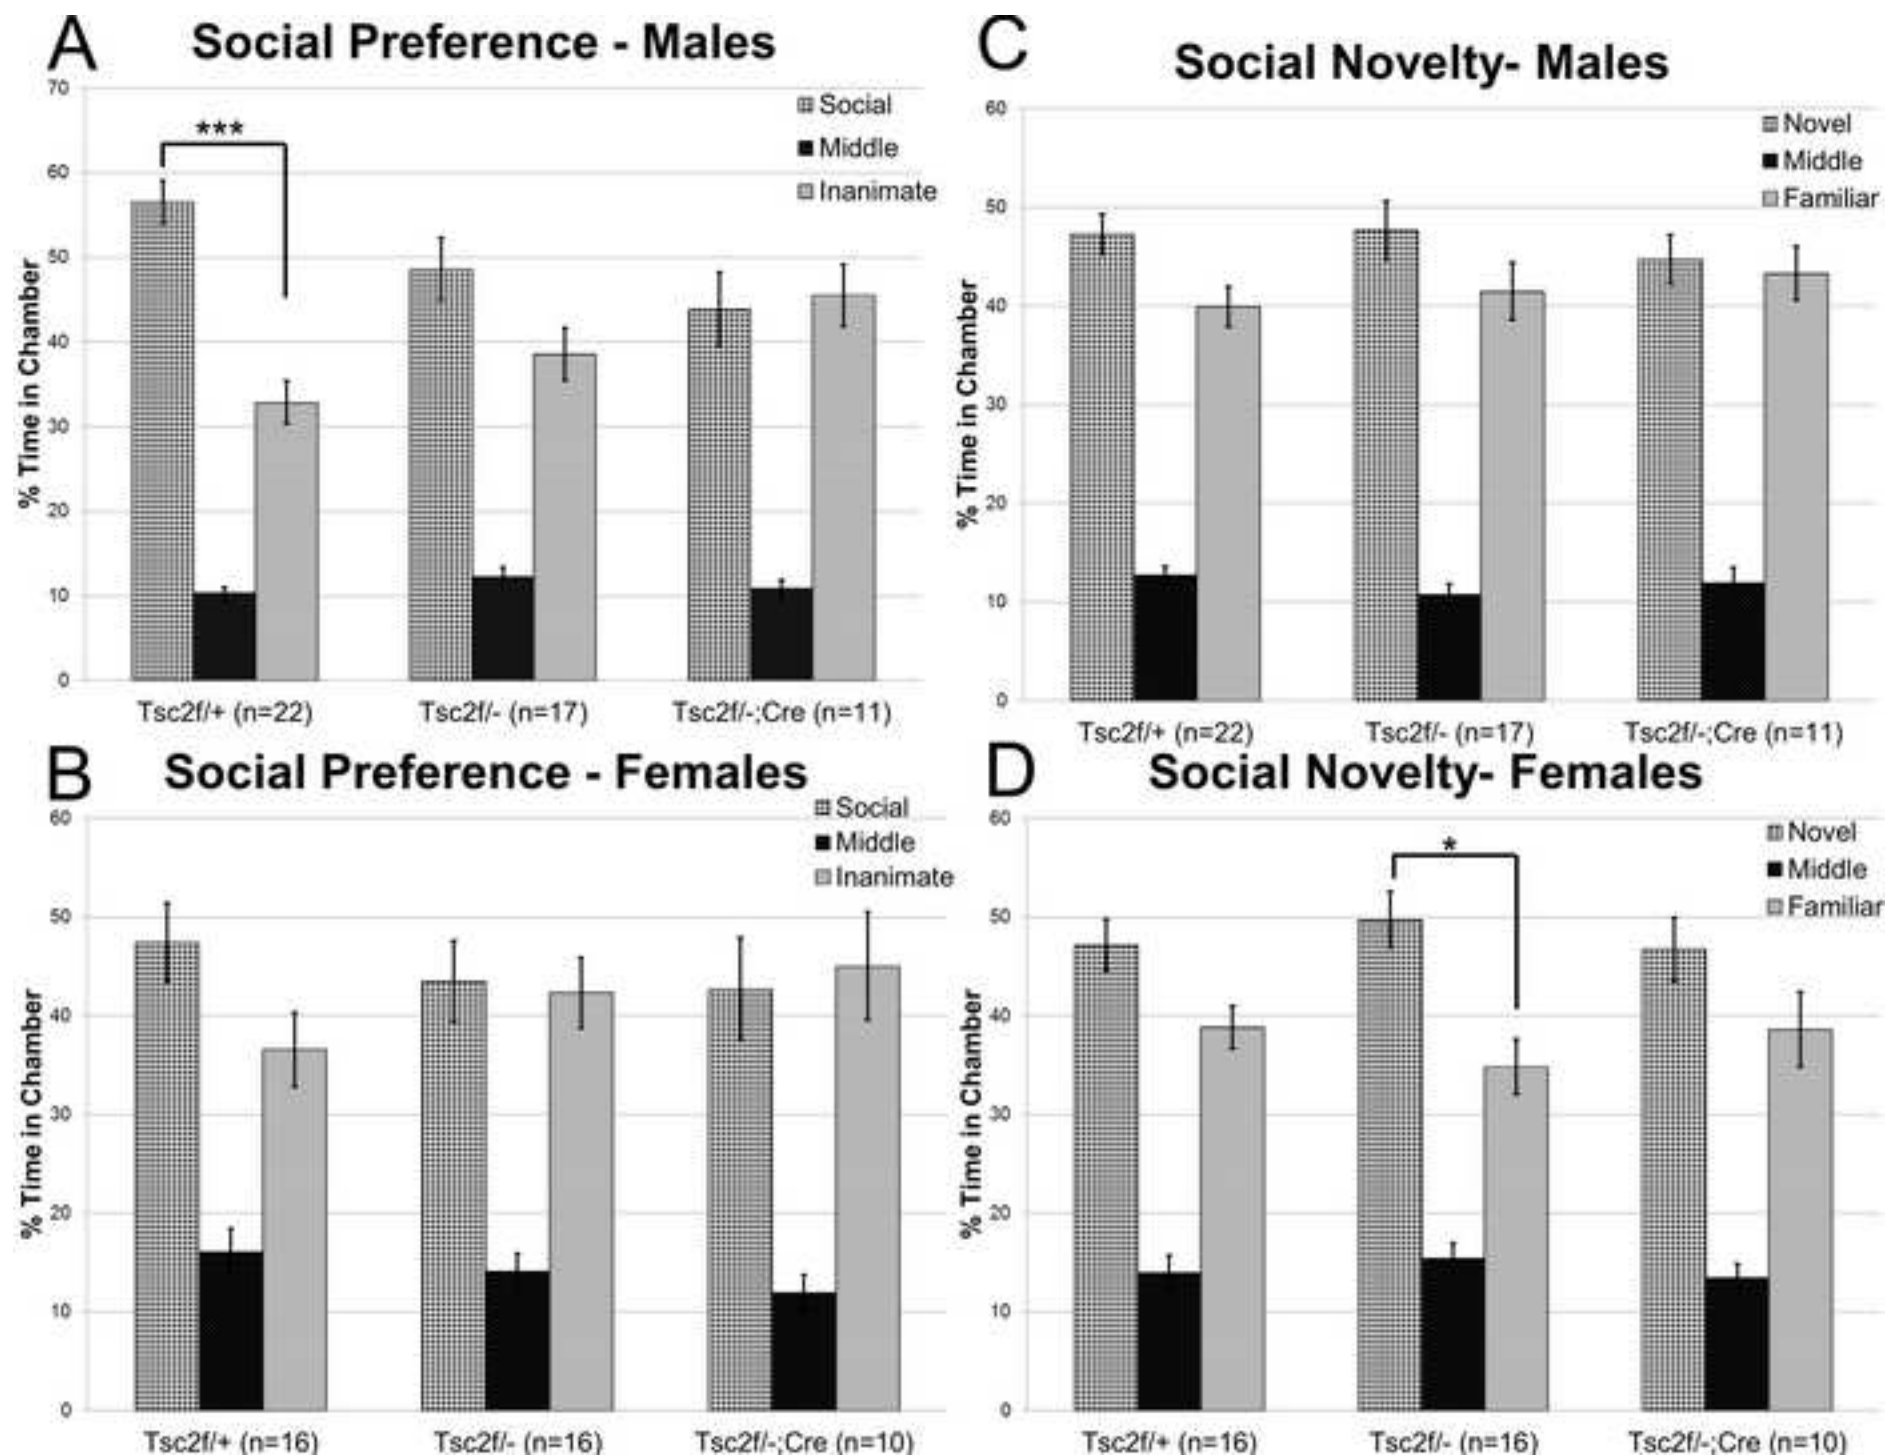 A
Social Preference - Males
70
60
50
40
30
20
10
0
% Time in Chamber
***
Social
Middle
Inanimate
Tsc2f/+ (n=22)
Tsc2f/- (n=17)
Tsc2f/-;Cre (n=11)
C
Social Novelty- Males
60
50
40
30
20
10
0
% Time in Chamber
Novel
Middle
Familiar
Tsc2f/+ (n=22)
Tsc2f/- (n=17)
Tsc2f/-;Cre (n=11)
B
Social Preference - Females
60
50
40
30
20
10
0
% Time in Chamber
Social
Middle
Inanimate
Tsc2f/+ (n=16)
Tsc2f/- (n=16)
Tsc2f/-;Cre (n=10)
D
Social Novelty- Females
60
50
40
30
20
10
0
% Time in Chamber
*
Novel
Middle
Familiar
Tsc2f/+ (n=16)
Tsc2f/- (n=16)
Tsc2f/-;Cre (n=10)